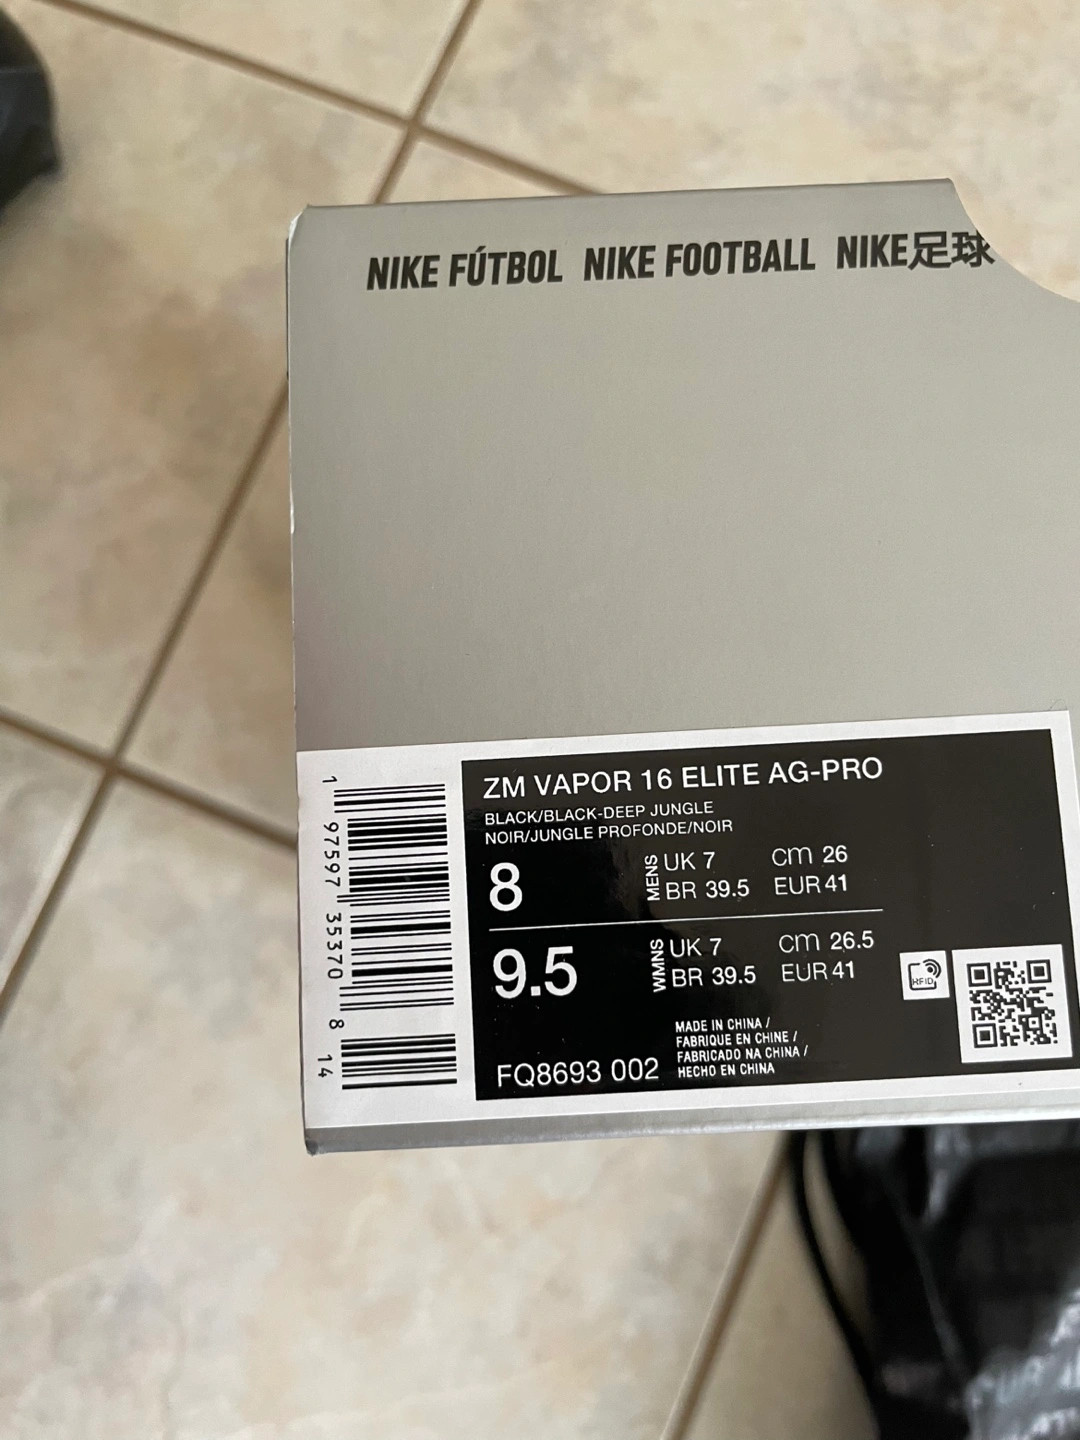 NIKE FÚTBOL NIKE FOOTBALL NIKE足球
ZM VAPOR 16 ELITE AG-PRO
BLACK/BLACK-DEEP JUNGLE
NOIR/JUNGLE PROFONDE/NOIR
8 MENS UK 7 cm 26
BR 39.5 EUR 41
9.5 WMNS UK 7 cm 26.5
BR 39.5 EUR 41
RFID
MADE IN CHINA /
FABRIQUE EN CHINE /
FABRICADO NA CHINA /
HECHO EN CHINA
FQ8693 002
1 97597 35370 8 14